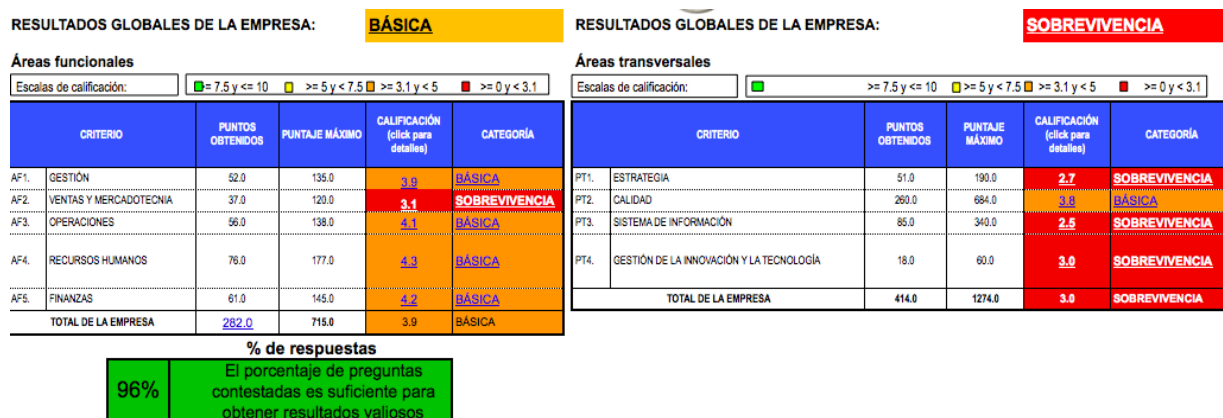 RESULTADOS GLOBALES DE LA EMPRESA: BÁSICA
Áreas funcionales
Escalas de calificación: = 7.5 y <= 10 >= 5 y < 7.5 >= 3.1 y < 5 >= 0 y < 3.1
CRITERIO PUNTOS OBTENIDOS PUNTAJE MÁXIMO CALIFICACIÓN (click para detalles) CATEGORÍA
AF1. GESTIÓN 52.0 135.0 3.9 BÁSICA
AF2. VENTAS Y MERCADOTECNIA 37.0 120.0 3.1 SOBREVIVENCIA
AF3. OPERACIONES 56.0 138.0 4.1 BÁSICA
AF4. RECURSOS HUMANOS 76.0 177.0 4.3 BÁSICA
AF5. FINANZAS 61.0 145.0 4.2 BÁSICA
TOTAL DE LA EMPRESA 282.0 715.0 3.9 BÁSICA
% de respuestas
96% El porcentaje de preguntas
contestadas es suficiente para
obtener resultados valiosos
RESULTADOS GLOBALES DE LA EMPRESA: SOBREVIVENCIA
Áreas transversales
Escalas de calificación: >= 7.5 y <= 10 >= 5 y < 7.5 >= 3.1 y < 5 >= 0 y < 3.1
CRITERIO PUNTOS OBTENIDOS PUNTAJE MÁXIMO CALIFICACIÓN (click para detalles) CATEGORÍA
PT1. ESTRATEGIA 51.0 190.0 2.7 SOBREVIVENCIA
PT2. CALIDAD 260.0 684.0 3.8 BÁSICA
PT3. SISTEMA DE INFORMACIÓN 85.0 340.0 2.5 SOBREVIVENCIA
PT4. GESTIÓN DE LA INNOVACIÓN Y LA TECNOLOGÍA 18.0 60.0 3.0 SOBREVIVENCIA
TOTAL DE LA EMPRESA 414.0 1274.0 3.0 SOBREVIVENCIA